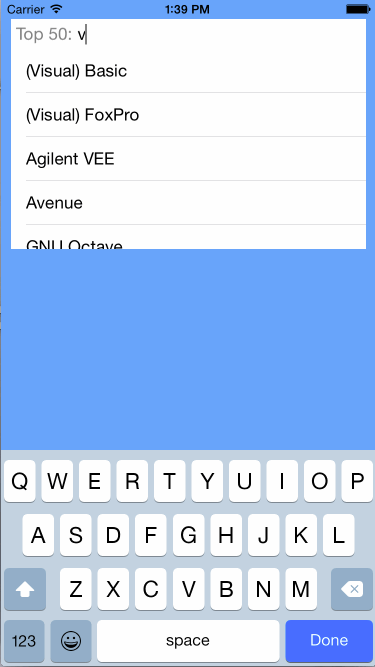 Carrier 1:39 PM
Top 50: v
(Visual) Basic
(Visual) FoxPro
Agilent VEE
Avenue
GNU Octave
Q W E R T Y U I O P
A S D F G H J K L
Z X C V B N M
123 space Done